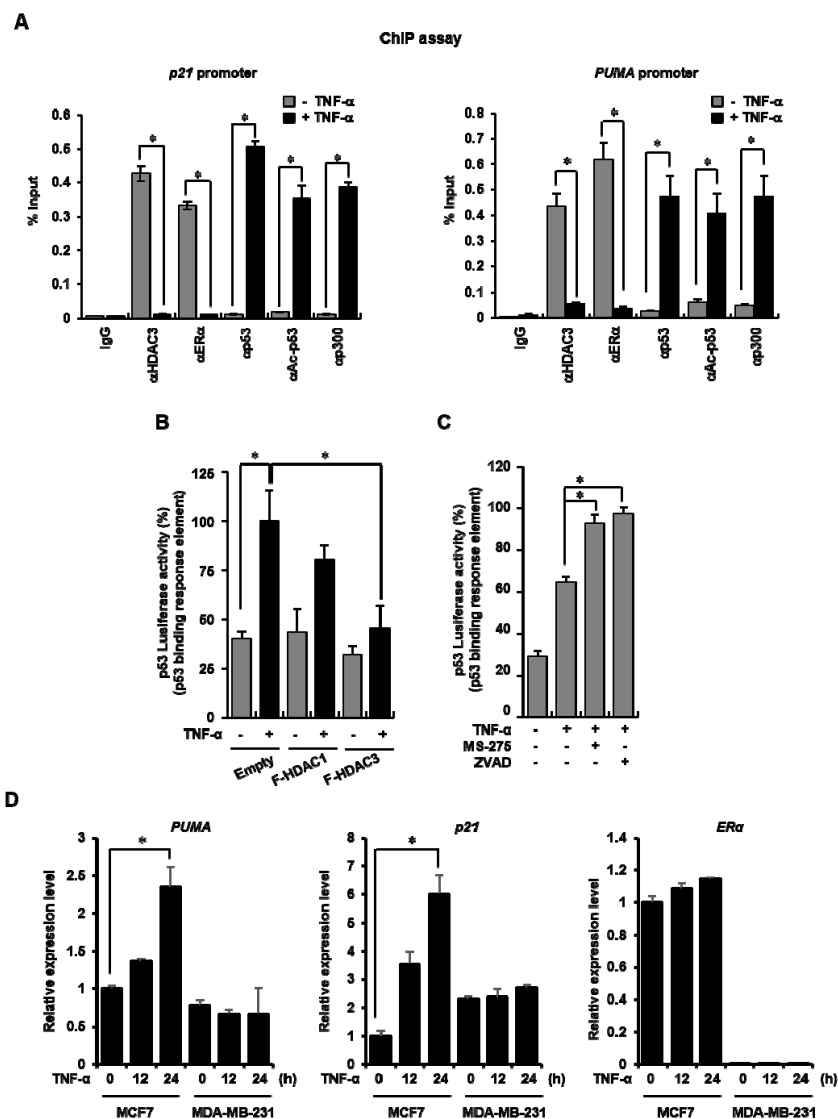 A
ChIP assay
p21 promoter
- TNF-α
+ TNF-α
% Input
0.6
0.5
0.4
0.3
0.2
0.1
0
* * * * *
IgG
αHDAC3
αERα
αp53
αAc-p53
αp300
PUMA promoter
- TNF-α
+ TNF-α
% Input
0.8
0.7
0.6
0.5
0.4
0.3
0.2
0.1
0
* * * * *
IgG
αHDAC3
αERα
αp53
αAc-p53
αp300
B
p53 Lusiferase activity (%)
(p53 binding response element)
125
100
75
50
25
0
* *
TNF-α - + - + - +
Empty F-HDAC1 F-HDAC3
C
p53 Lusiferase activity (%)
(p53 binding response element)
120
100
80
60
40
20
0
*
*
TNF-α - + + +
MS-275 - - + -
ZVAD - - - +
D
PUMA
Relative expression level
3
2.5
2
1.5
1
0.5
0
*
TNF-α 0 12 24 0 12 24 (h)
MCF7 MDA-MB-231
p21
Relative expression level
8
7
6
5
4
3
2
1
0
*
TNF-α 0 12 24 0 12 24 (h)
MCF7 MDA-MB-231
ERα
Relative expression level
1.4
1.2
1
0.8
0.6
0.4
0.2
0
TNF-α 0 12 24 0 12 24 (h)
MCF7 MDA-MB-231